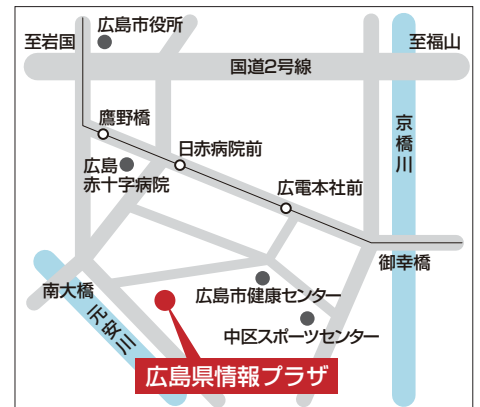 広島市役所
至岩国
至福山
国道2号線
京橋川
鷹野橋
日赤病院前
広島
赤十字病院
広電本社前
御幸橋
南大橋
元安川
広島市健康センター
中区スポーツセンター
広島県情報プラザ